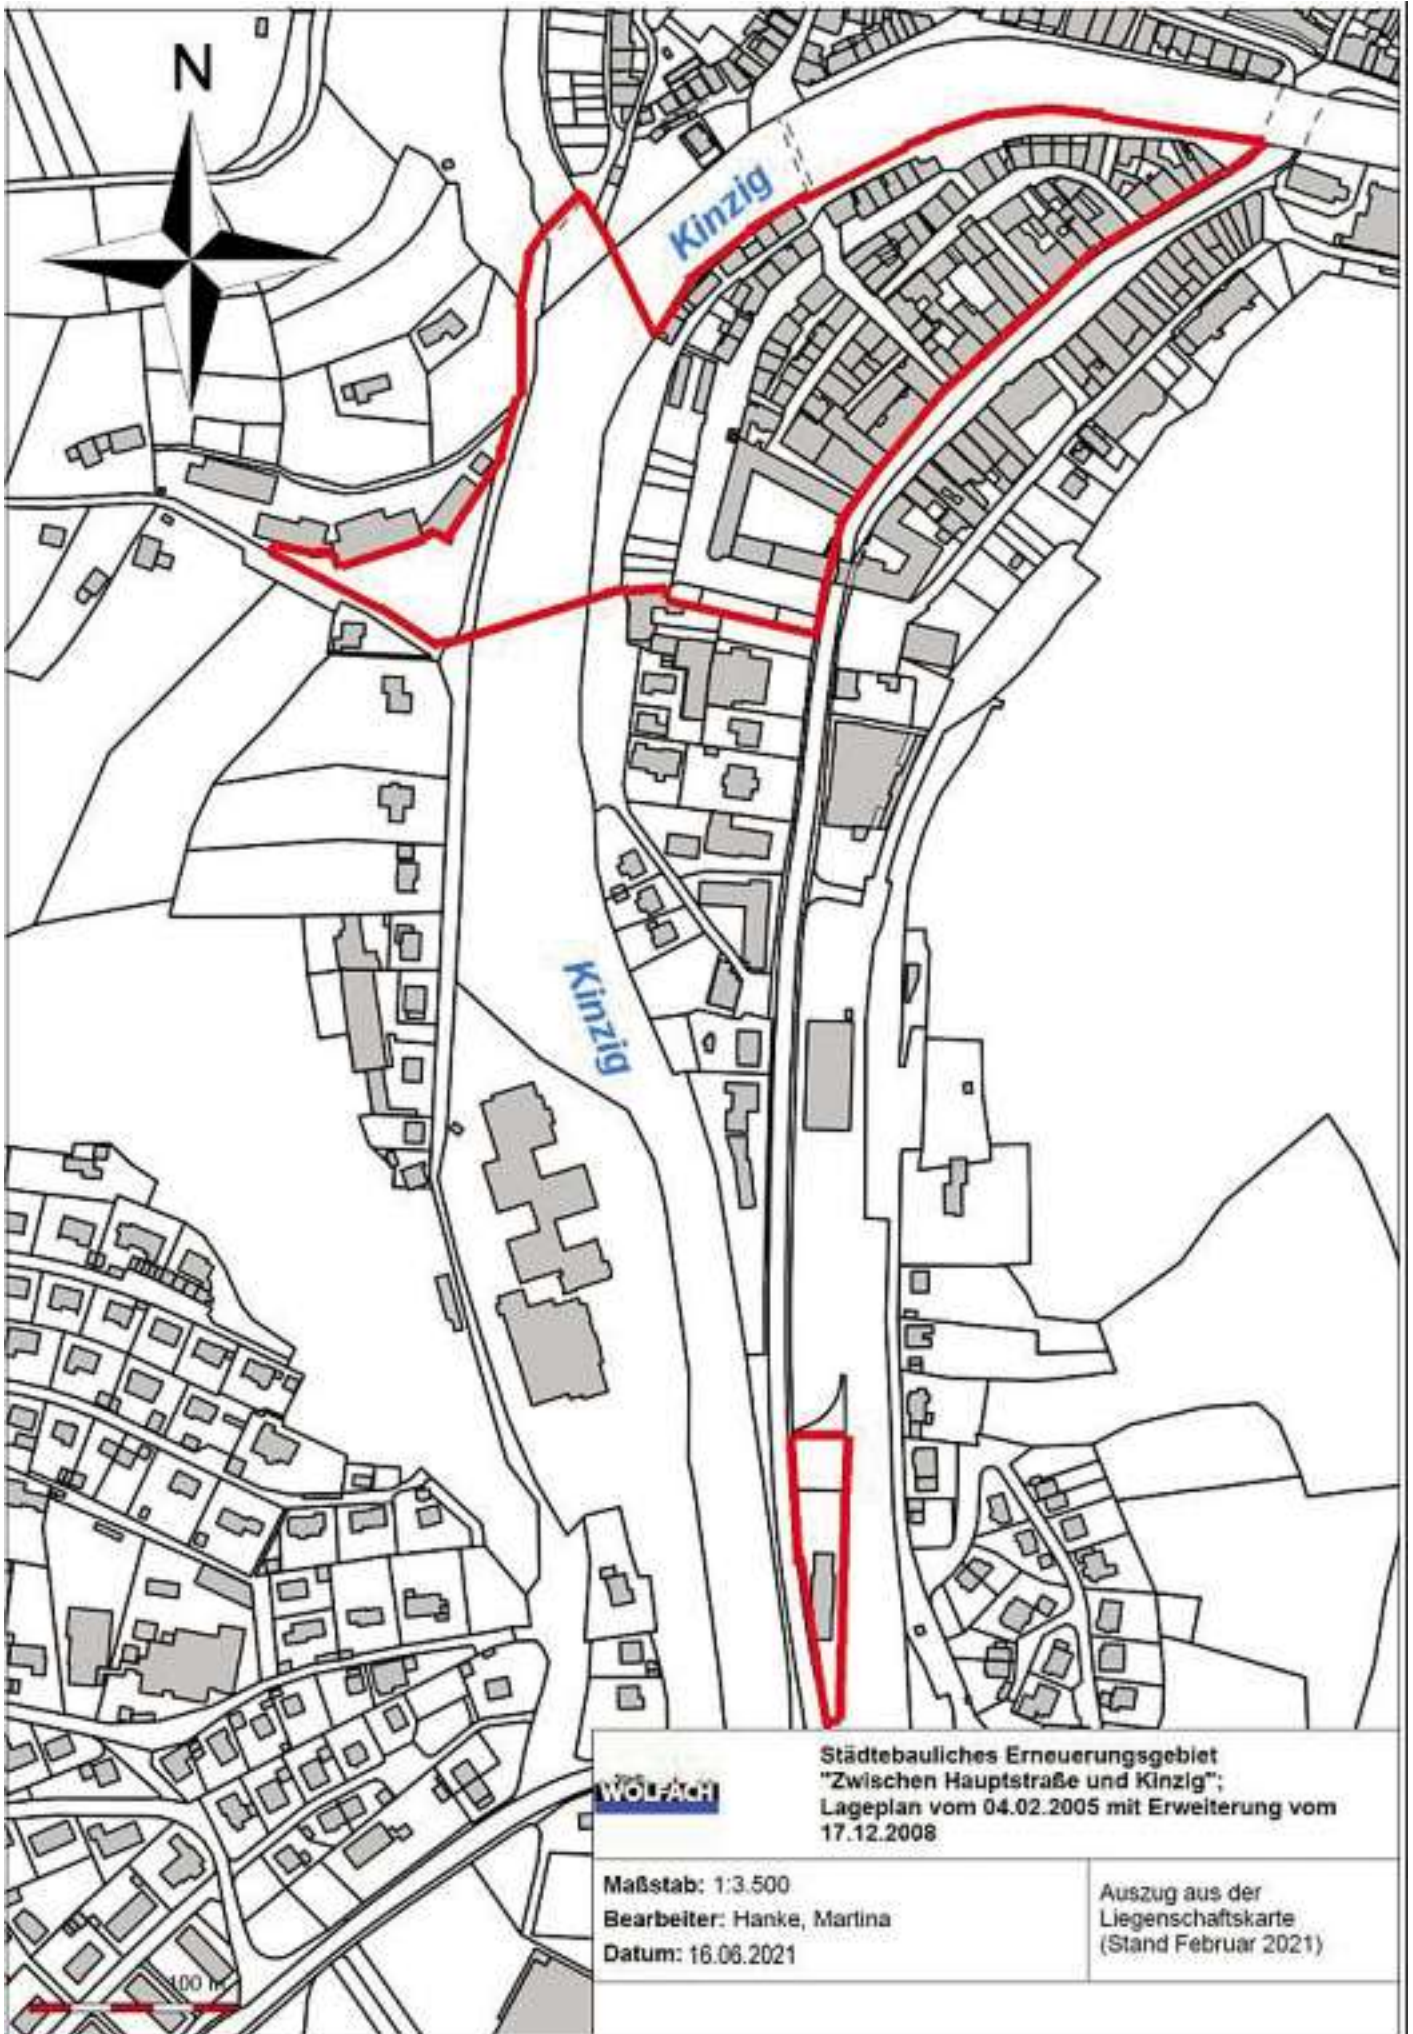 N
Kinzig
Kinzig
WOLFACH
Städtebauliches Erneuerungsgebiet
"Zwischen Hauptstraße und Kinzig";
Lageplan vom 04.02.2005 mit Erweiterung vom
17.12.2008
Maßstab: 1:3.500
Bearbeiter: Hanke, Martina
Datum: 16.06.2021
Auszug aus der
Liegenschaftskarte
(Stand Februar 2021)
100 m